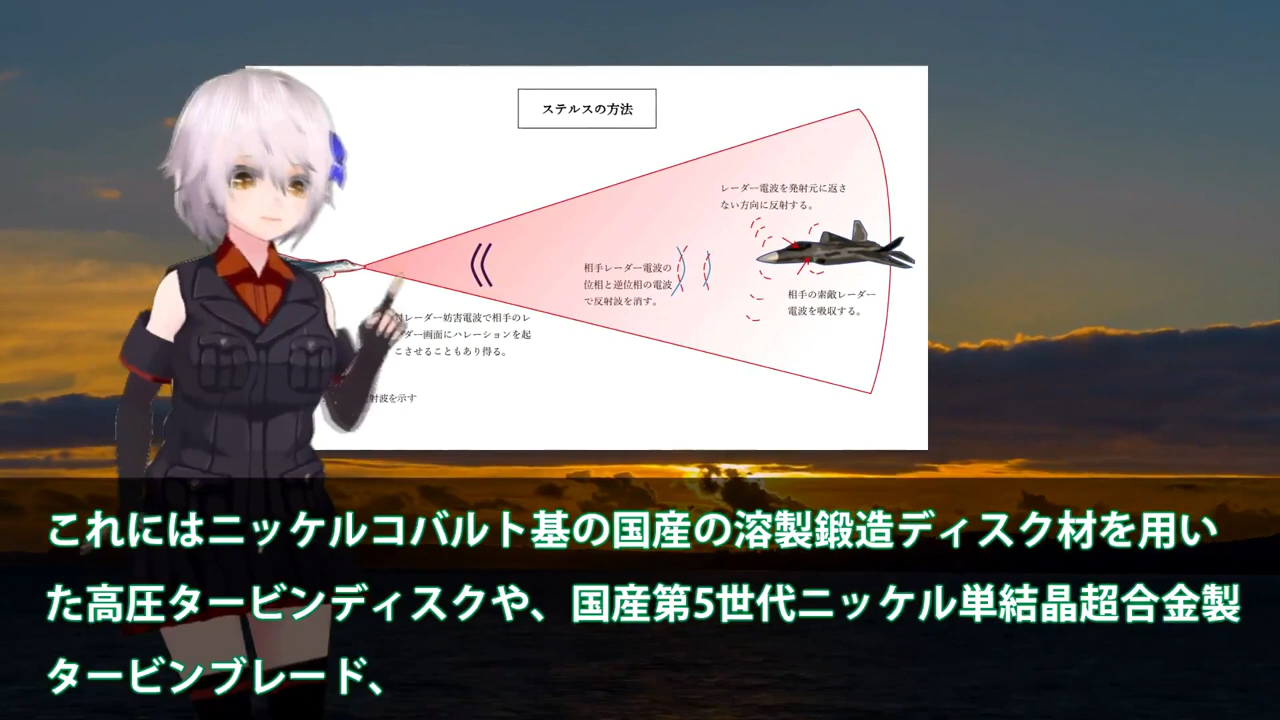 ステルスの方法
レーダー電波を発射元に返さ
ない方向に反射する。
相手レーダー電波の
位相と逆位相の電波
で反射波を消す。
相手の索敵レーダー
電波を吸収する。
レーダー妨害電波で相手のレ
ダー画面にハレーションを起
こさせることもあり得る。
射波を示す
これにはニッケルコバルト基の国産の溶製鍛造ディスク材を用い
た高圧タービンディスクや、国産第5世代ニッケル単結晶超合金製
タービンブレード、